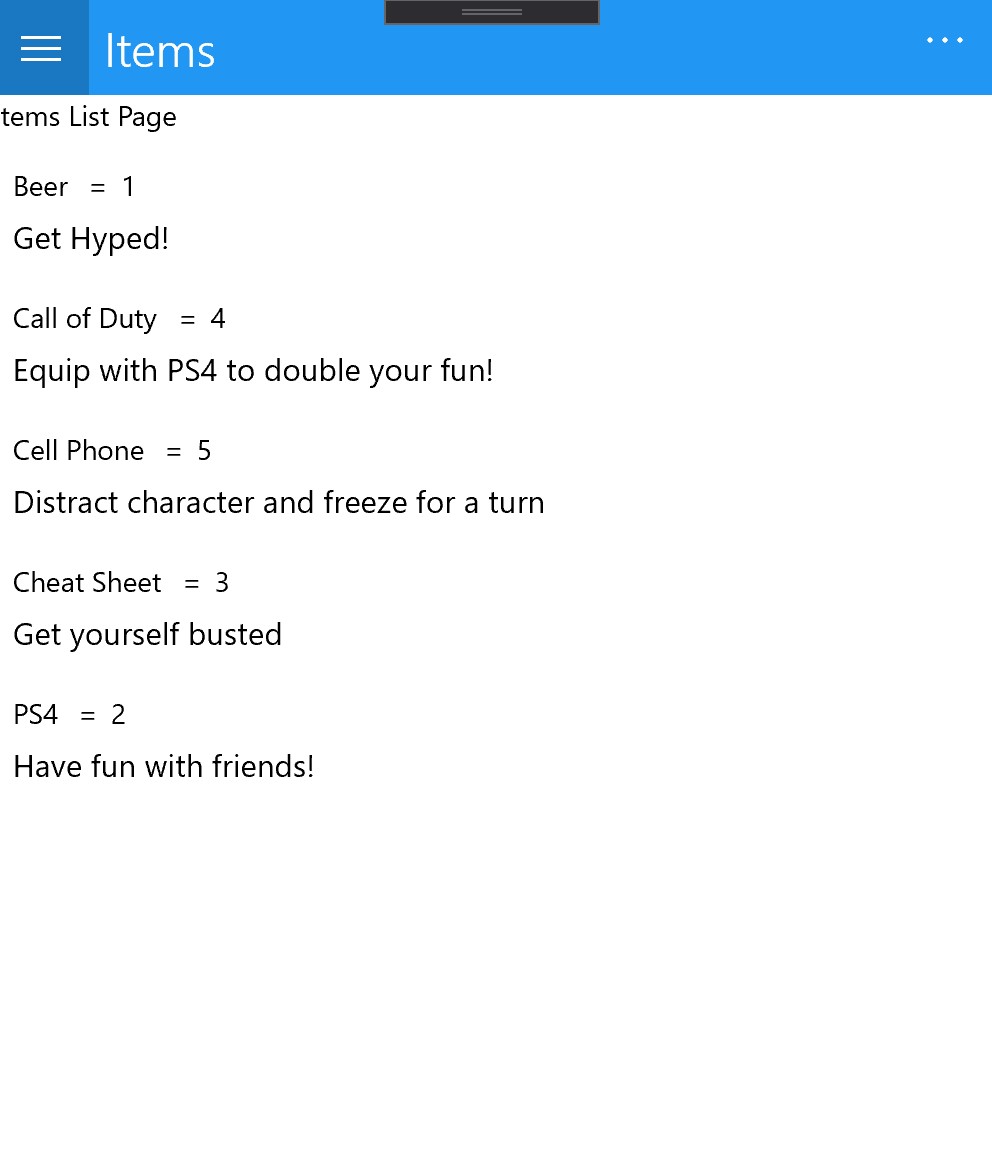 Items
tems List Page
Beer = 1
Get Hyped!
Call of Duty = 4
Equip with PS4 to double your fun!
Cell Phone = 5
Distract character and freeze for a turn
Cheat Sheet = 3
Get yourself busted
PS4 = 2
Have fun with friends!